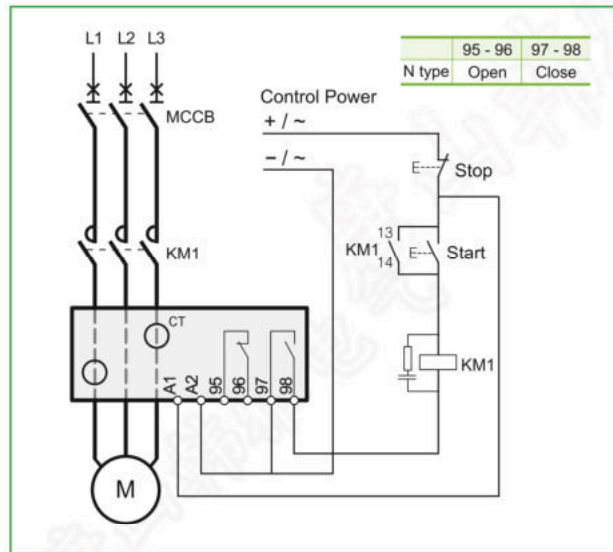 L1 L2 L3
95 - 96 97 - 98
N type Open Close
Control Power
+ / ~
MCCB
− / ~
Stop
13
KM1
KM1 Start
14
CT
KM1
A1 A2 95 96 97 98
M